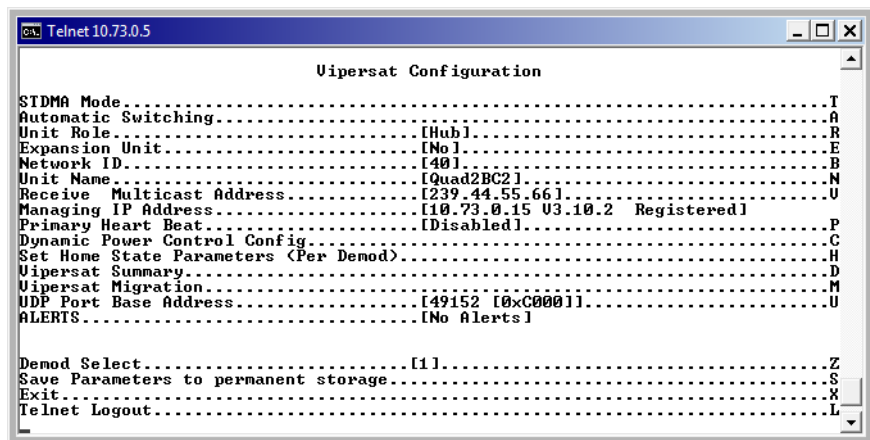 Telnet 10.73.0.5
Vipersat Configuration
STDMA Mode.....................................................................T
Automatic Switching............................................................A
Unit Role..............................[Hub]...................................R
Expansion Unit.........................[No]....................................E
Network ID.............................[40]....................................B
Unit Name..............................[Quad2BC2]..............................N
Receive  Multicast Address.............[239.44.55.66]..........................V
Managing IP Address....................[10.73.0.15 V3.10.2  Registered]
Primary Heart Beat.....................[Disabled]..............................P
Dynamic Power Control Config...................................................C
Set Home State Parameters (Per Demod)..........................................H
Vipersat Summary...............................................................D
Vipersat Migration.............................................................M
UDP Port Base Address..................[49152 [0xC000]]........................U
ALERTS.................................[No Alerts]
Demod Select..........................[1]......................................Z
Save Parameters to permanent storage...........................................S
Exit...........................................................................X
Telnet Logout..................................................................L